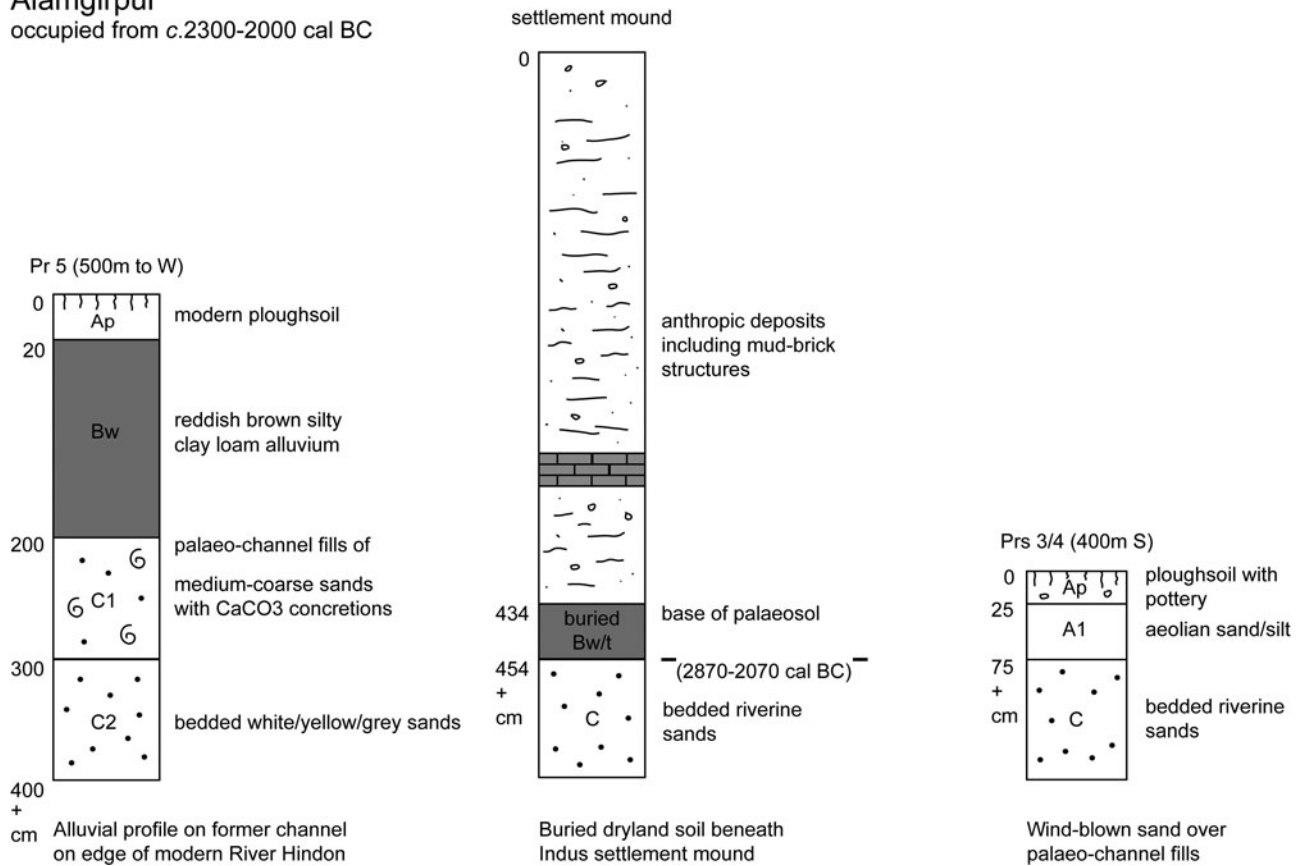 Alamgirpur
occupied from c.2300-2000 cal BC
Pr 5 (500m to W)
0
Ap
modern ploughsoil
20
Bw
reddish brown silty
clay loam alluvium
200
palaeo-channel fills of
C1
medium-coarse sands
with CaCO3 concretions
300
C2
bedded white/yellow/grey sands
400
+
cm
Alluvial profile on former channel
on edge of modern River Hindon
settlement mound
0
anthropic deposits
including mud-brick
structures
434
buried
Bw/t
base of palaeosol
454
+
cm
(2870-2070 cal BC)
C
bedded riverine
sands
Buried dryland soil beneath
Indus settlement mound
Prs 3/4 (400m S)
0
Ap
ploughsoil with
pottery
25
A1
aeolian sand/silt
75
+
cm
C
bedded riverine
sands
Wind-blown sand over
palaeo-channel fills